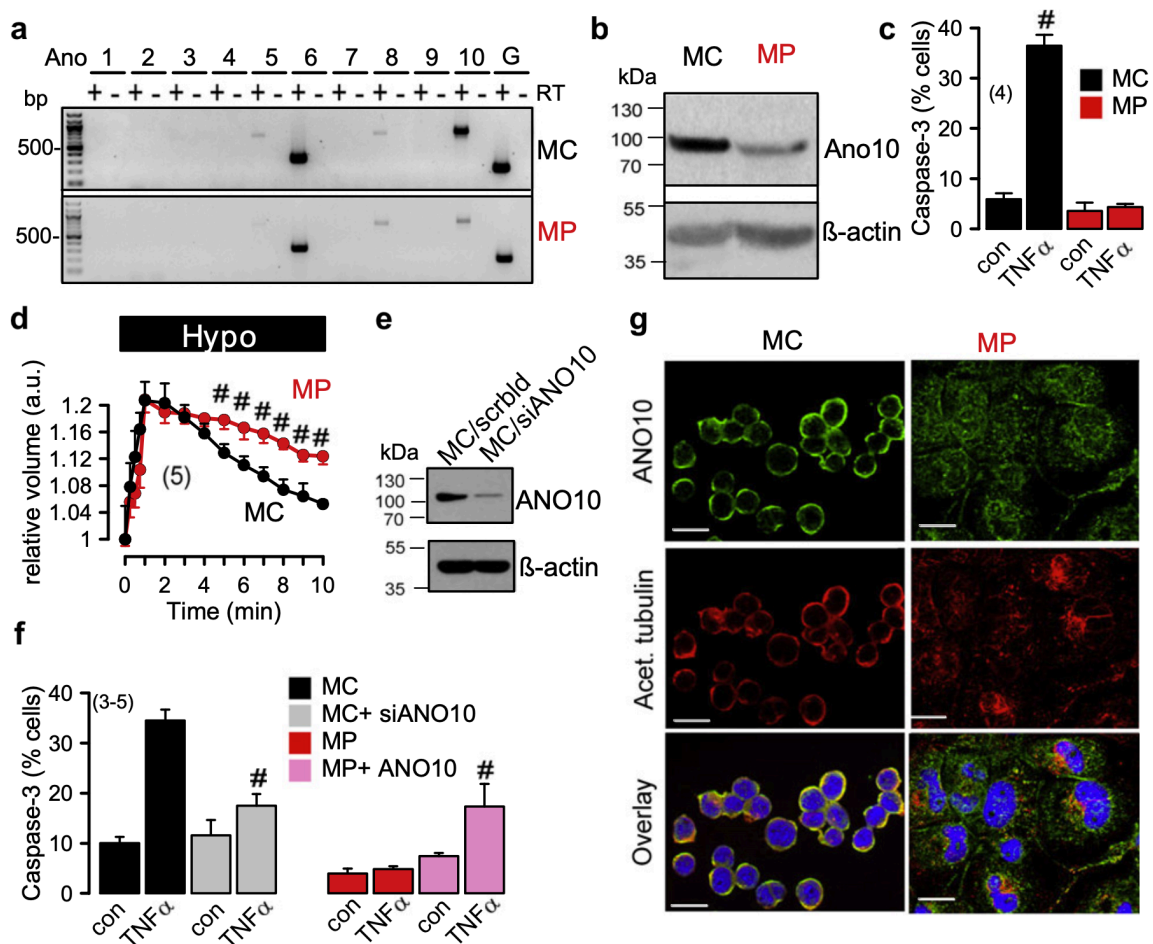 a
Ano 1 2 3 4 5 6 7 8 9 10 G
+ - + - + - + - + - + - + - + - + - + - + - RT
bp
500-
MC
500-
MP
b
MC MP
kDa
130
100
70
Ano10
55
35
ß-actin
c
Caspase-3 (% cells)
40
30
20
10
0
(4)
#
MC
MP
con
TNFα
con
TNFα
d
Hypo
relative volume (a.u.)
1.2
1.16
1.12
1.08
1.04
1
MP
######
(5)
MC
0 2 4 6 8 10
Time (min)
e
MC/scrbld
MC/siANO10
kDa
130
100
70
ANO10
55
35
ß-actin
f
Caspase-3 (% cells)
40
30
20
10
0
(3-5)
MC
MC+ siANO10
MP
MP+ ANO10
#
#
con
TNFα
con
TNFα
con
TNFα
con
TNFα
g
MC MP
ANO10
Acet. tubulin
Overlay